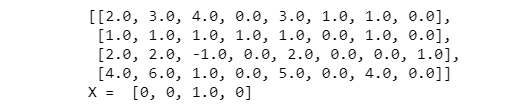 [[2.0, 3.0, 4.0, 0.0, 3.0, 1.0, 1.0, 0.0],
[1.0, 1.0, 1.0, 1.0, 1.0, 0.0, 1.0, 0.0],
[2.0, 2.0, -1.0, 0.0, 2.0, 0.0, 0.0, 1.0],
[4.0, 6.0, 1.0, 0.0, 5.0, 0.0, 4.0, 0.0]]
X =  [0, 0, 1.0, 0]